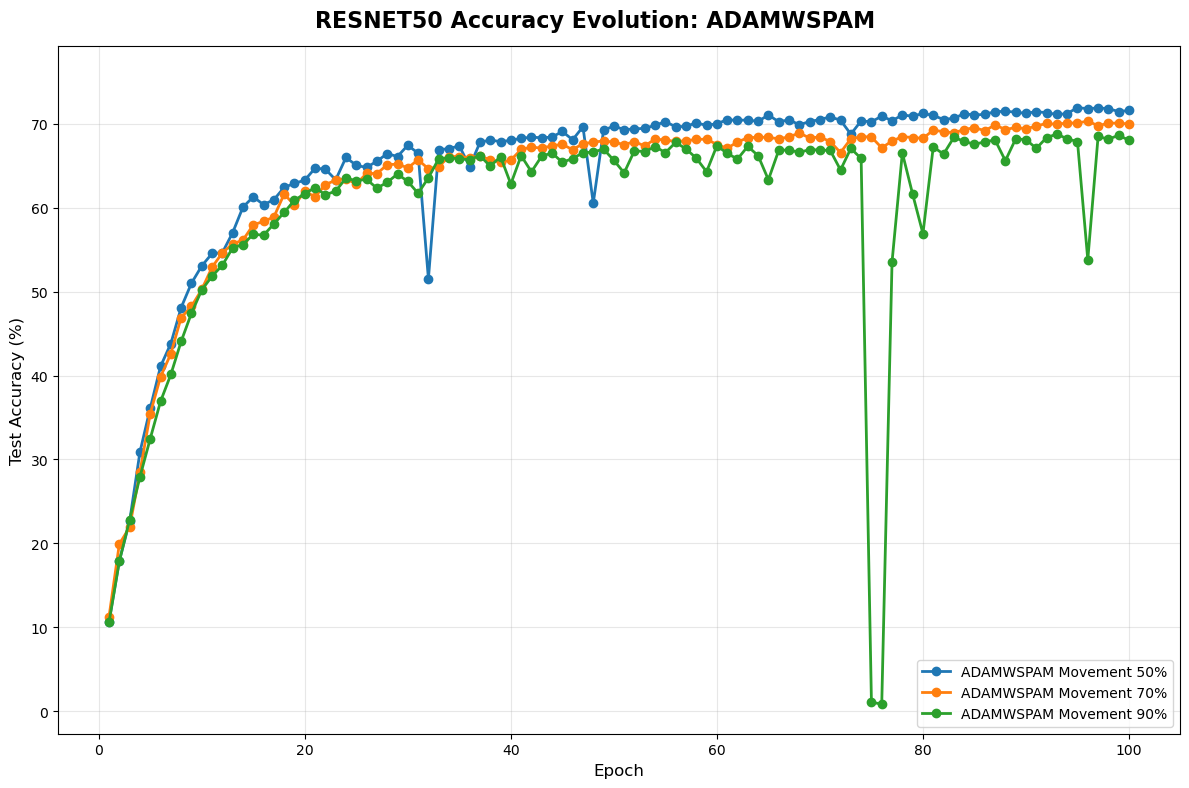 RESNET50 Accuracy Evolution: ADAMWSPAM
Test Accuracy (%)
70
60
50
40
30
20
10
0
0 20 40 60 80 100
Epoch
ADAMWSPAM Movement 50%
ADAMWSPAM Movement 70%
ADAMWSPAM Movement 90%